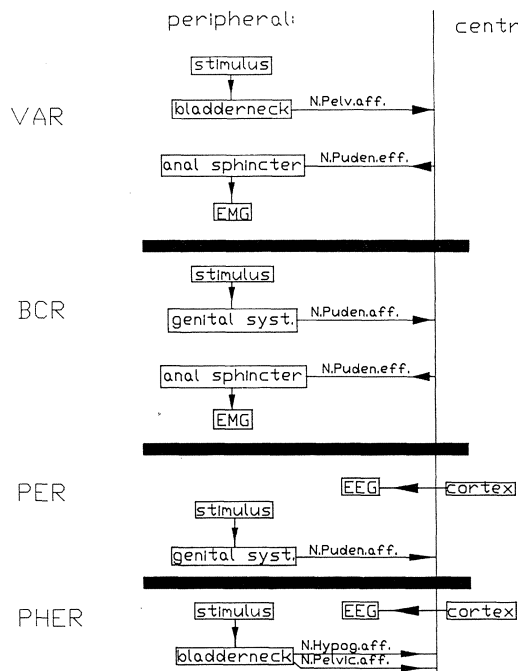 peripheral: centr
stimulus
VAR
bladderneck N.Pelv.aff.
anal sphincter N.Puden.eff.
EMG
stimulus
BCR
genital syst. N.Puden.aff.
anal sphincter N.Puden.eff.
EMG
PER
EEG cortex
stimulus
genital syst. N.Puden.aff.
PHER
stimulus EEG cortex
bladderneck N.Hypog.aff.
N.Pelvic.aff.